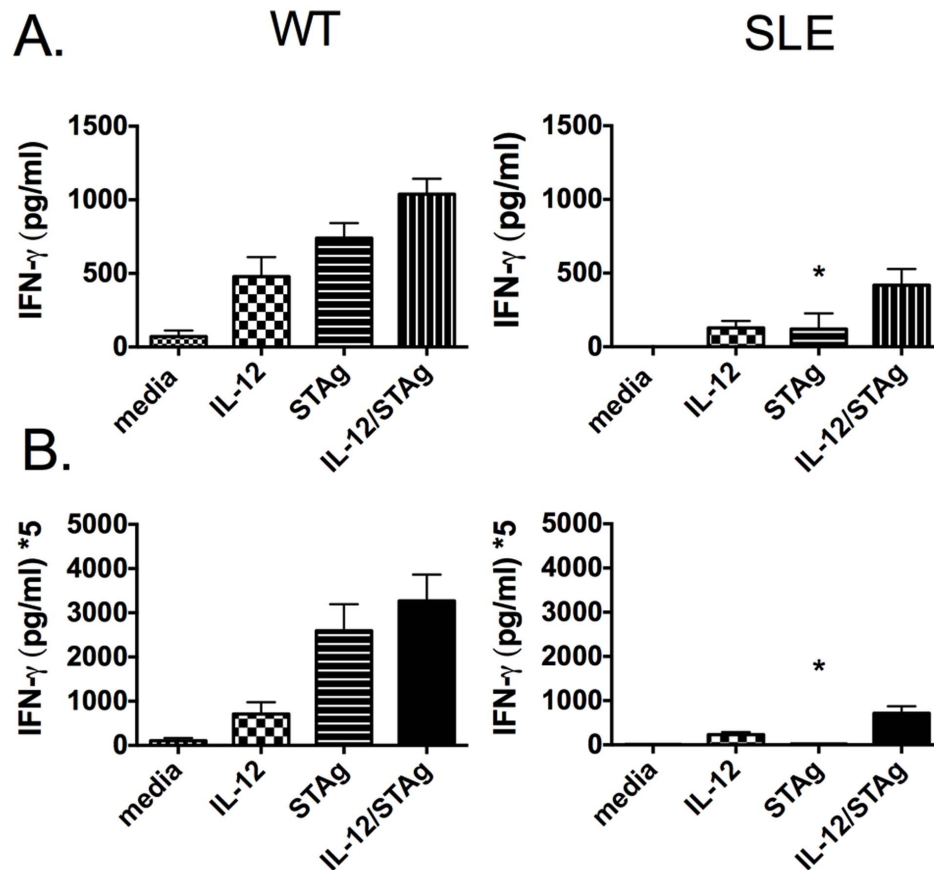 A.
WT
SLE
IFN-γ (pg/ml)
1500
1000
500
0
media
IL-12
STAg
IL-12/STAg
IFN-γ (pg/ml)
1500
1000
500
0
*
media
IL-12
STAg
IL-12/STAg
B.
IFN-γ (pg/ml) *5
5000
4000
3000
2000
1000
0
media
IL-12
STAg
IL-12/STAg
IFN-γ (pg/ml) *5
5000
4000
3000
2000
1000
0
*
media
IL-12
STAg
IL-12/STAg